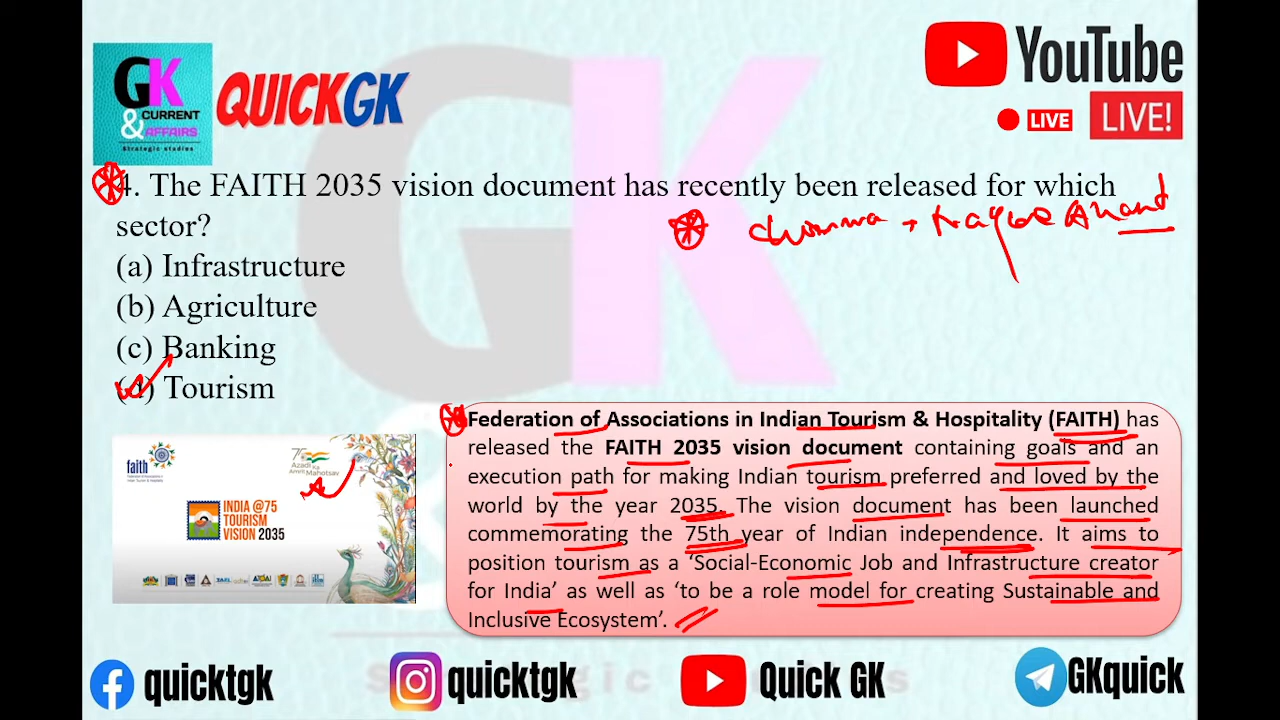 GK
CURRENT
& AFFAIRS
Strategic studies
QUICKGK
YouTube
LIVE
LIVE!
4. The FAITH 2035 vision document has recently been released for which
sector?
(a) Infrastructure
(b) Agriculture
(c) Banking
(d) Tourism
Anand
faith
75
Azadi Ka
Amrit Mahotsav
INDIA @75
TOURISM
VISION 2035
Federation of Associations in Indian Tourism & Hospitality (FAITH) has
released the FAITH 2035 vision document containing goals and an
execution path for making Indian tourism preferred and loved by the
world by the year 2035. The vision document has been launched
commemorating the 75th year of Indian independence. It aims to
position tourism as a ‘Social-Economic Job and Infrastructure creator
for India’ as well as ‘to be a role model for creating Sustainable and
Inclusive Ecosystem’.
quicktgk
quicktgk
Quick GK
GKquick